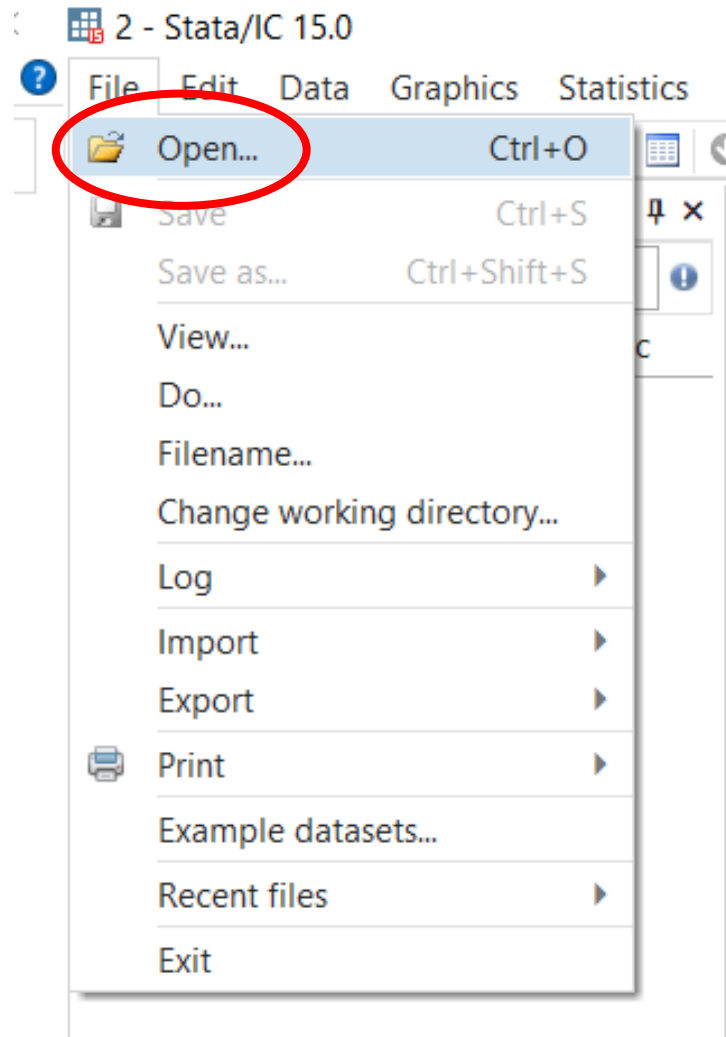 2 - Stata/IC 15.0
File Edit Data Graphics Statistics
Open... Ctrl+O
Save Ctrl+S
Save as... Ctrl+Shift+S
View...
c
Do...
Filename...
Change working directory...
Log
Import
Export
Print
Example datasets...
Recent files
Exit